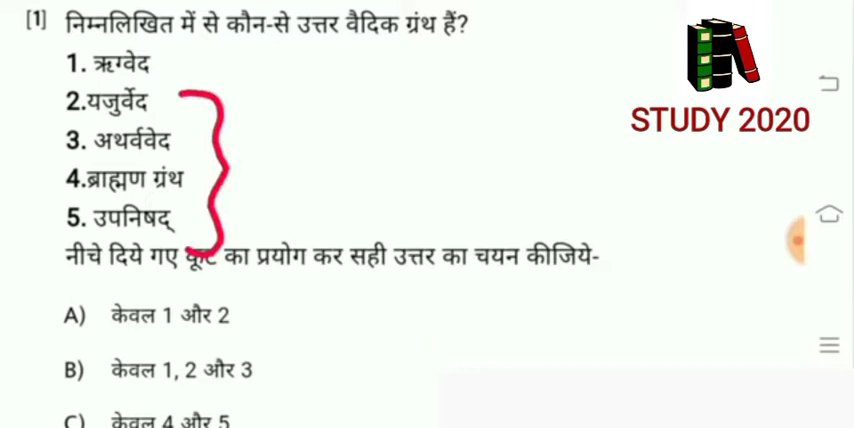 [1] निम्नलिखित में से कौन-से उत्तर वैदिक ग्रंथ हैं?
1. ऋग्वेद
2.यजुर्वेद
3. अथर्ववेद
4.ब्राह्मण ग्रंथ
5. उपनिषद्
नीचे दिये गए कूट का प्रयोग कर सही उत्तर का चयन कीजिये-
A) केवल 1 और 2
B) केवल 1, 2 और 3
C) केवल 4 और 5
STUDY 2020